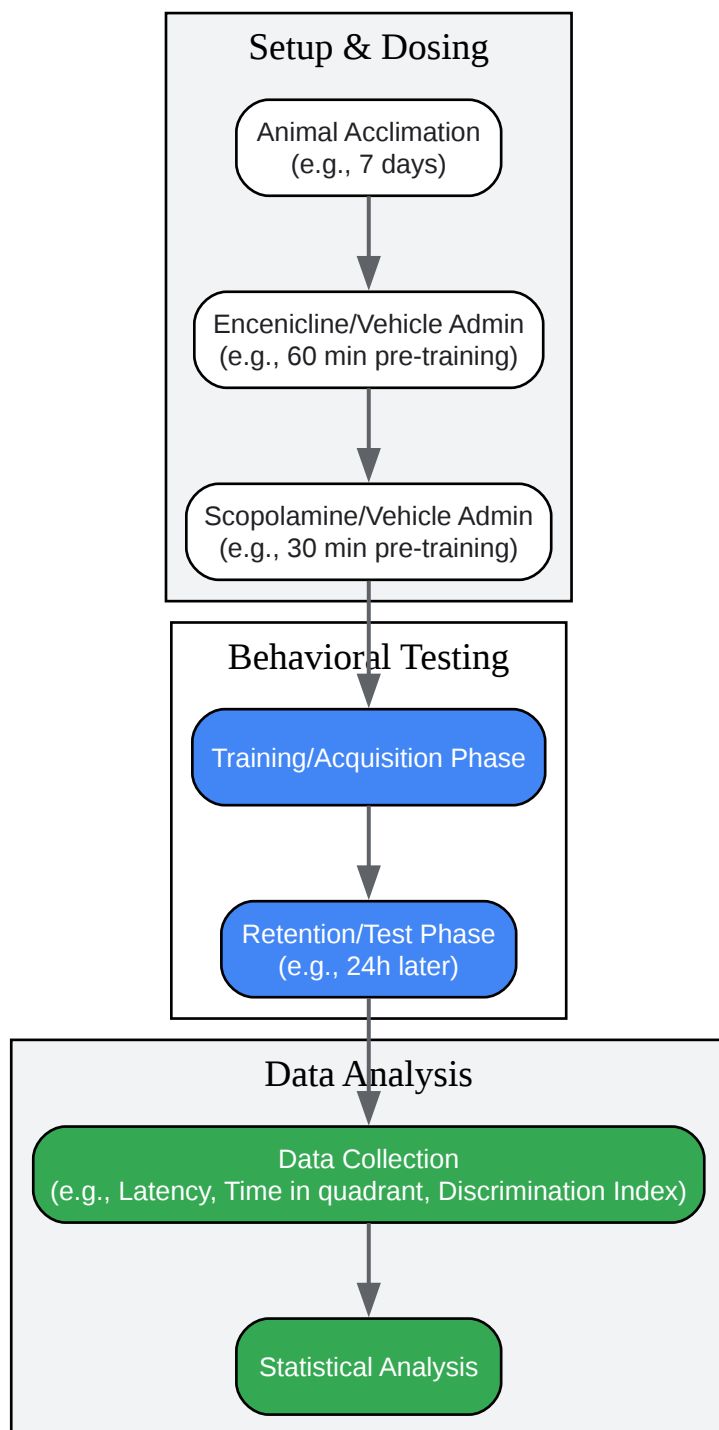 Setup & Dosing
Animal Acclimation
(e.g., 7 days)
Encenicline/Vehicle Admin
(e.g., 60 min pre-training)
Scopolamine/Vehicle Admin
(e.g., 30 min pre-training)
Behavioral Testing
Training/Acquisition Phase
Retention/Test Phase
(e.g., 24h later)
Data Analysis
Data Collection
(e.g., Latency, Time in quadrant, Discrimination Index)
Statistical Analysis